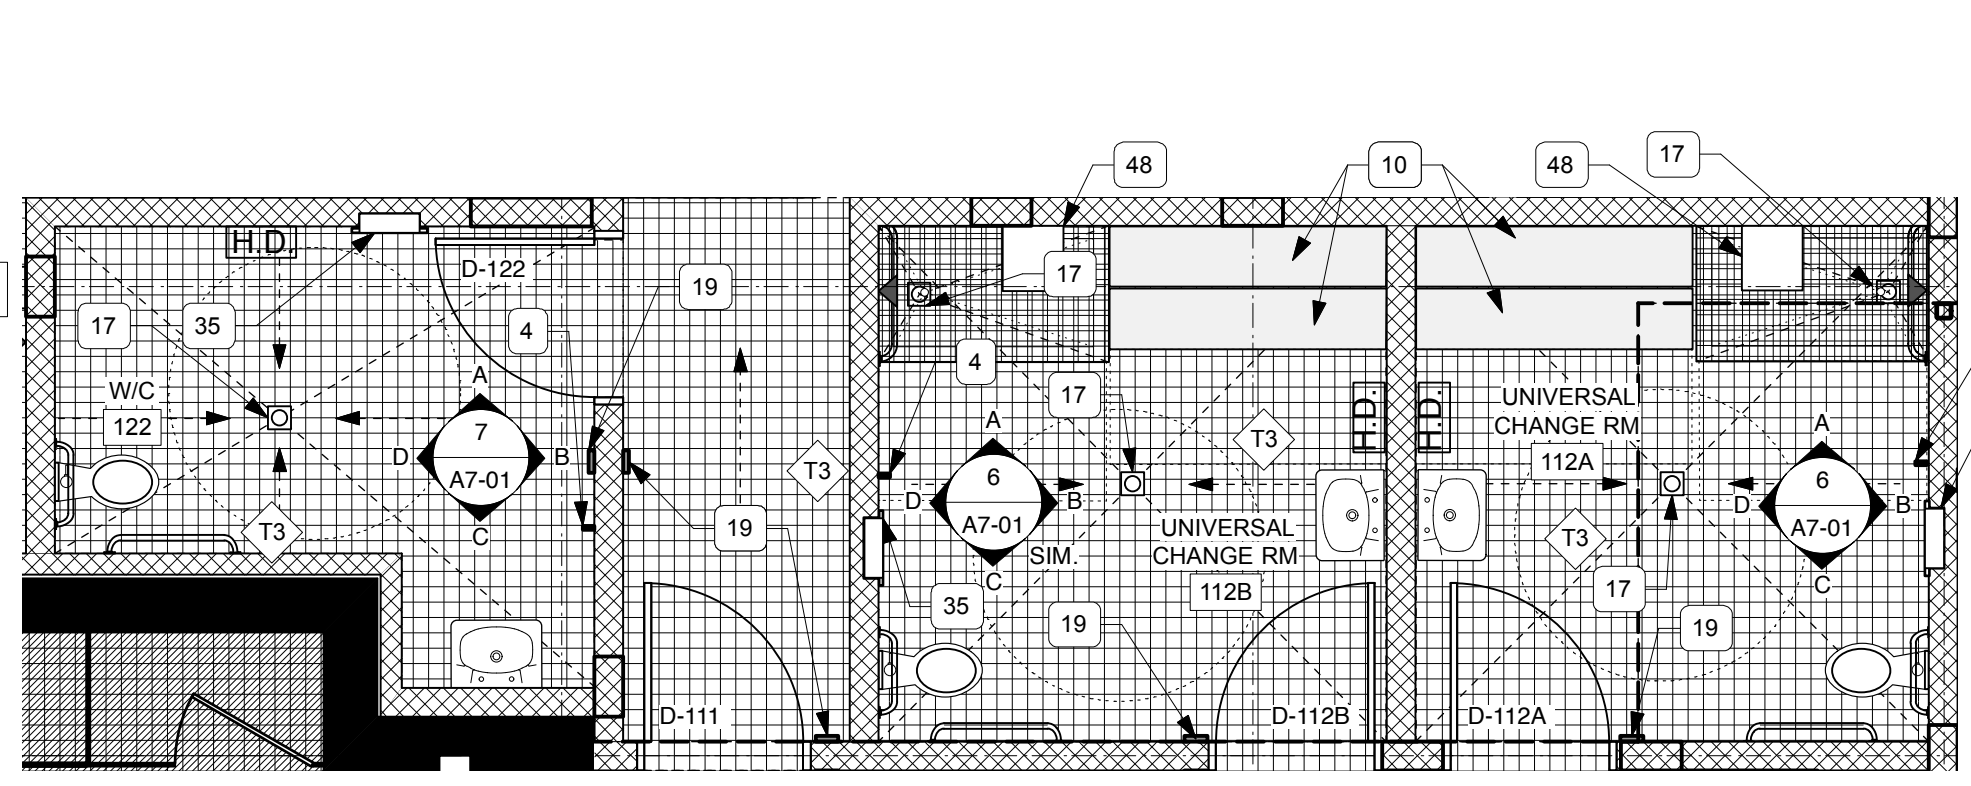 48
10
48
17
H.D.
D-122
17
19
17
35
4
4
17
W/C
122
A
7
D
B
A7-01
C
T3
T3
19
A
6
D
B
A7-01
SIM.
C
T3
H.D.
H.D.
UNIVERSAL
CHANGE RM
112B
UNIVERSAL
CHANGE RM
112A
A
6
D
B
A7-01
C
T3
17
35
19
19
D-111
D-112B
D-112A